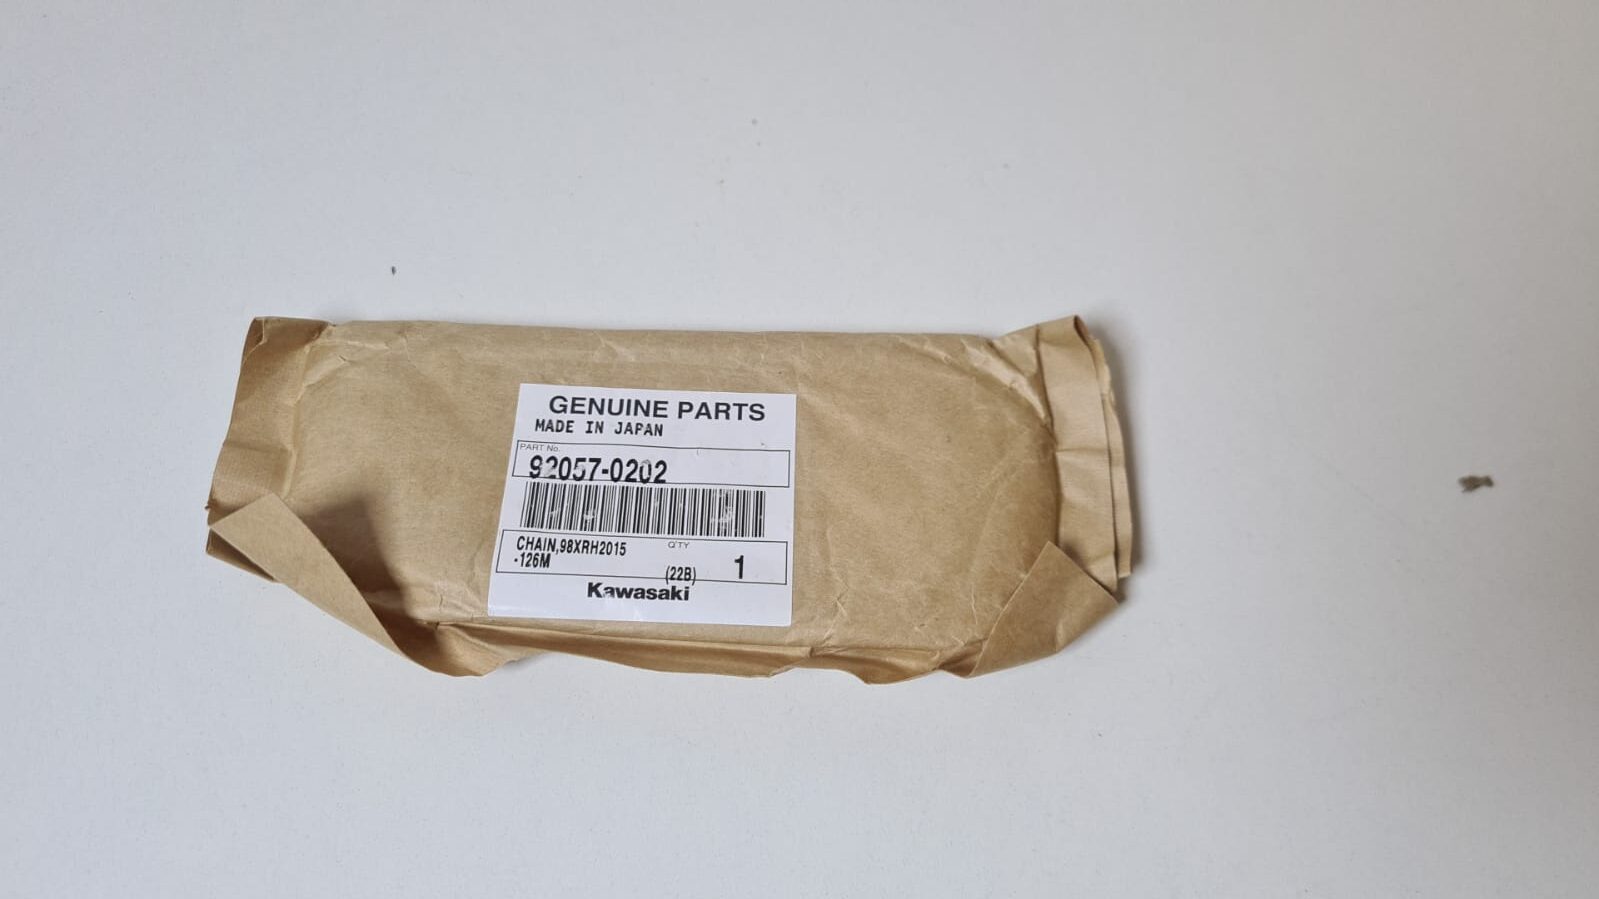 GENUINE PARTS
MADE IN JAPAN
PART No.
92057-0202
CHAIN,98XRH2015 Q'TY
-126M (22B) 1
Kawasaki